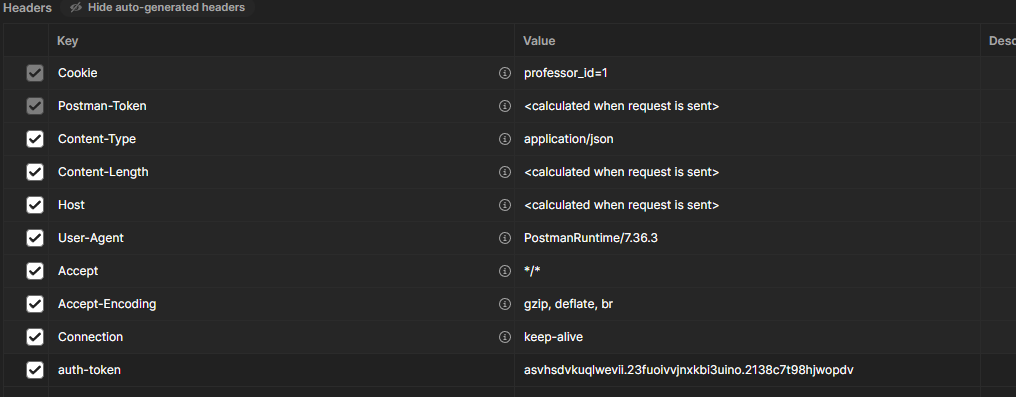 Headers Hide auto-generated headers
Key Value Desc
Cookie professor_id=1
Postman-Token <calculated when request is sent>
Content-Type application/json
Content-Length <calculated when request is sent>
Host <calculated when request is sent>
User-Agent PostmanRuntime/7.36.3
Accept */*
Accept-Encoding gzip, deflate, br
Connection keep-alive
auth-token asvhsdvkuqlwevii.23fuoivvjnxkbi3uino.2138c7t98hjwopdv